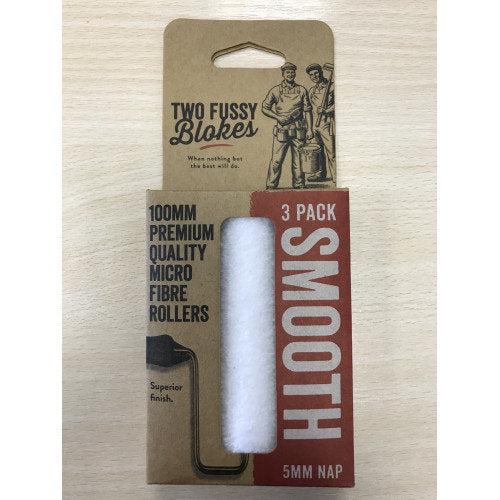 TWO FUSSY
Blokes
When nothing but
the best will do.
100MM
PREMIUM
QUALITY
MICRO
FIBRE
ROLLERS
Superior
finish.
3 PACK
SMOOTH
5MM NAP